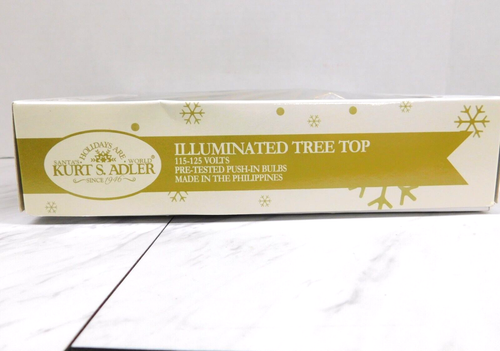 HOLIDAYS ARE
SANTA'S WORLD
KURT S. ADLER
SINCE 1946
ILLUMINATED TREE TOP
115-125 VOLTS
PRE-TESTED PUSH-IN BULBS
MADE IN THE PHILIPPINES